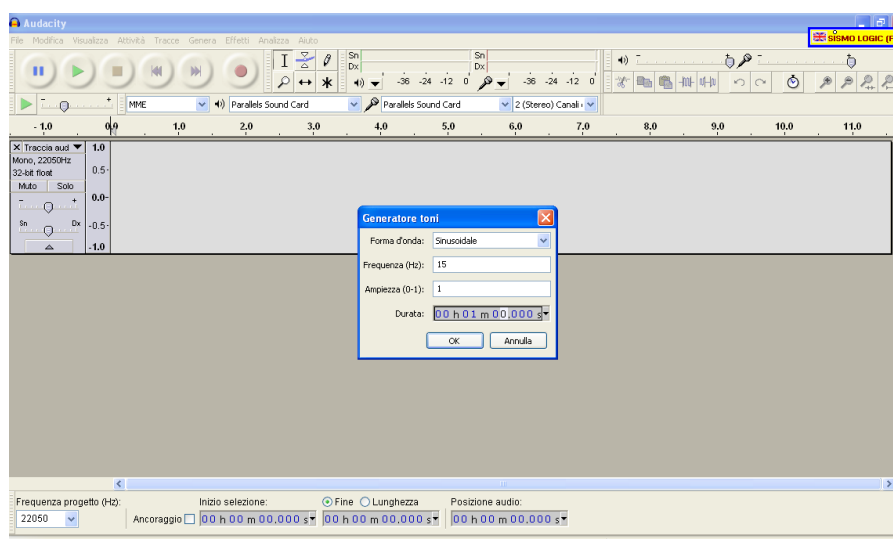 Audacity
File Modifica Visualizza Attività Tracce Genera Effetti Analizza Aiuto
SISMO LOGIC (F
Sn
Dx
-36 -24 -12 0
Sn
Dx
-36 -24 -12 0
MME
Parallels Sound Card
Parallels Sound Card
2 (Stereo) Canali
- 1.0 0.0 1.0 2.0 3.0 4.0 5.0 6.0 7.0 8.0 9.0 10.0 11.0
Traccia aud
Mono, 22050Hz
32-bit float
Muto Solo
- +
Sn Dx
1.0
0.5-
0.0-
-0.5-
-1.0
Generatore toni
Forma d'onda: Sinusoidale
Frequenza (Hz): 15
Ampiezza (0-1): 1
Durata: 00 h 01 m 00.000 s
OK Annulla
Frequenza progetto (Hz): Inizio selezione: Fine Lunghezza Posizione audio:
22050 Ancoraggio 00 h 00 m 00.000 s 00 h 00 m 00.000 s 00 h 00 m 00.000 s